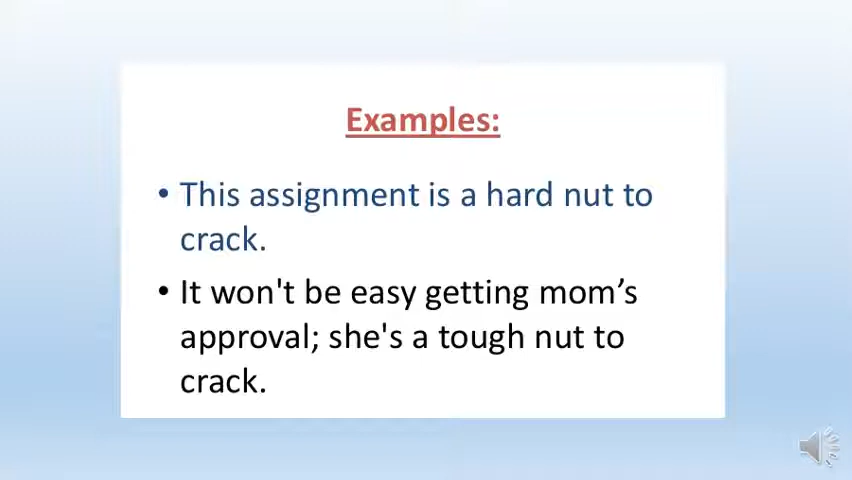 Examples:
• This assignment is a hard nut to
crack.
• It won't be easy getting mom’s
approval; she's a tough nut to
crack.